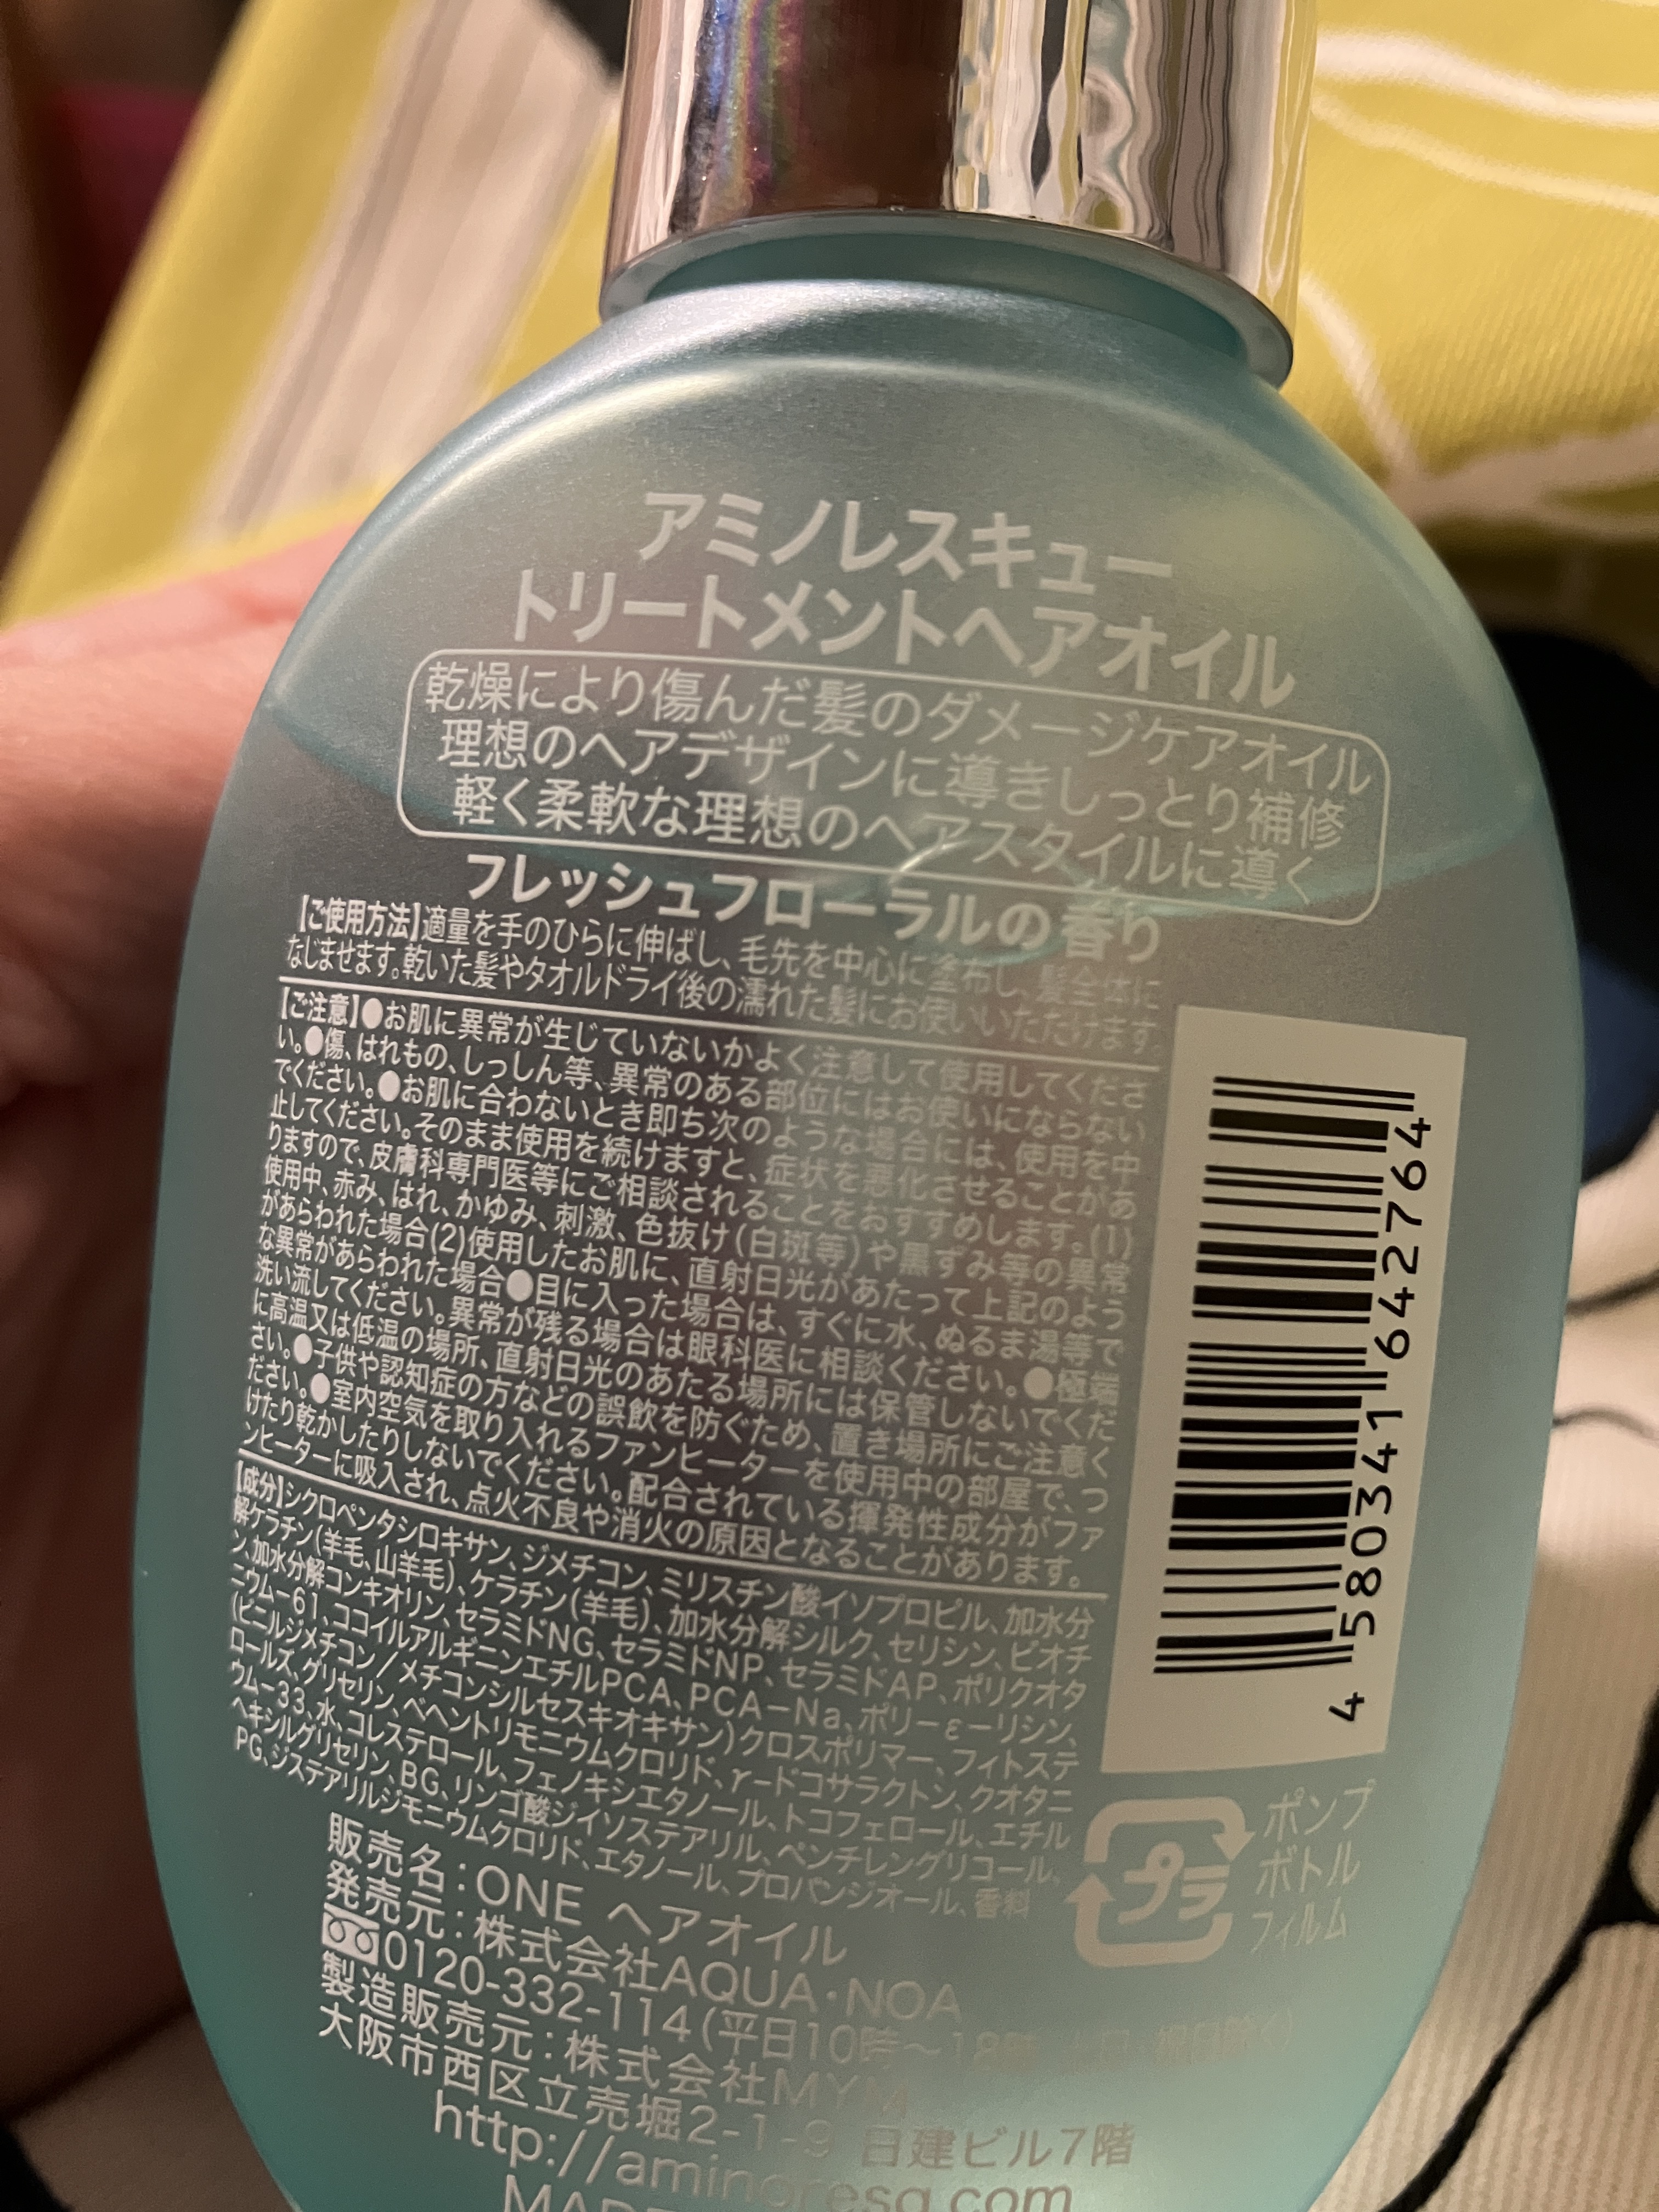 アミノレスキュー
トリートメントヘアオイル
乾燥により傷んだ髪のダメージケアオイル
理想のヘアデザインに導きしっとり補修
軽く柔軟な理想のヘアスタイルに導く
フレッシュフローラルの香り
【ご使用方法】適量を手のひらに伸ばし、毛先を中心に塗布し、髪全体に
なじませます。乾いた髪やタオルドライ後の濡れた髪にお使いいただけます。
【ご注意】●お肌に異常が生じていないかよく注意して使用してくださ
い。●傷、はれもの、しっしん等、異常のある部位にはお使いにならない
でください。●お肌に合わないとき即ち次のような場合には、使用を中
止してください。そのまま使用を続けますと、症状を悪化させることがあ
りますので、皮膚科専門医等にご相談されることをおすすめします。(1)
使用中、赤み、はれ、かゆみ、刺激、色抜け(白斑等)や黒ずみ等の異常
があらわれた場合(2)使用したお肌に、直射日光があたって上記のよう
な異常があらわれた場合●目に入った場合は、すぐに水、ぬるま湯等で
洗い流してください。異常が残る場合は眼科医に相談ください。●極端
に高温又は低温の場所、直射日光のあたる場所には保管しないでくだ
さい。●子供や認知症の方などの誤飲を防ぐため、置き場所にご注意く
ださい。●室内空気を取り入れるファンヒーターを使用中の部屋で、つ
けたり乾かしたりしないでください。配合されている揮発性成分がファ
ンヒーターに吸入され、点火不良や消火の原因となることがあります。
【成分】シクロペンタシロキサン、ジメチコン、ミリスチン酸イソプロピル、加水分
解ケラチン(羊毛、山羊毛)、ケラチン(羊毛)、加水分解シルク、セリシン、ビオチ
ン、加水分解コンキオリン、セラミドNG、セラミドNP、セラミドAP、ポリクオタ
ニウムー61、ココイルアルギニンエチルPCA、PCA－Na、ポリーεーリシン、
(ビニルジメチコン/メチコンシルセスキオキサン)クロスポリマー、フィトステ
ロールズ、グリセリン、ベヘントリモニウムクロリド、γードコサラクトン、クオタニ
ウムー33、水、コレステロール、フェノキシエタノール、トコフェロール、エチル
ヘキシルグリセリン、BG、リンゴ酸ジイソステアリル、ペンチレングリコール、
PG、ジステアリルジモニウムクロリド、エタノール、プロパンジオール、香料
4 580341 642764
プラ
ポンプ
ボトル
フィルム
販売名：ONE ヘアオイル
発売元：株式会社AQUA・NOA
0120-332-114(平日10時～18時
製造販売元：株式会社MYM
大阪市西区立売堀2-1-9 日建ビル7階
http://aminoresq.com
MADE